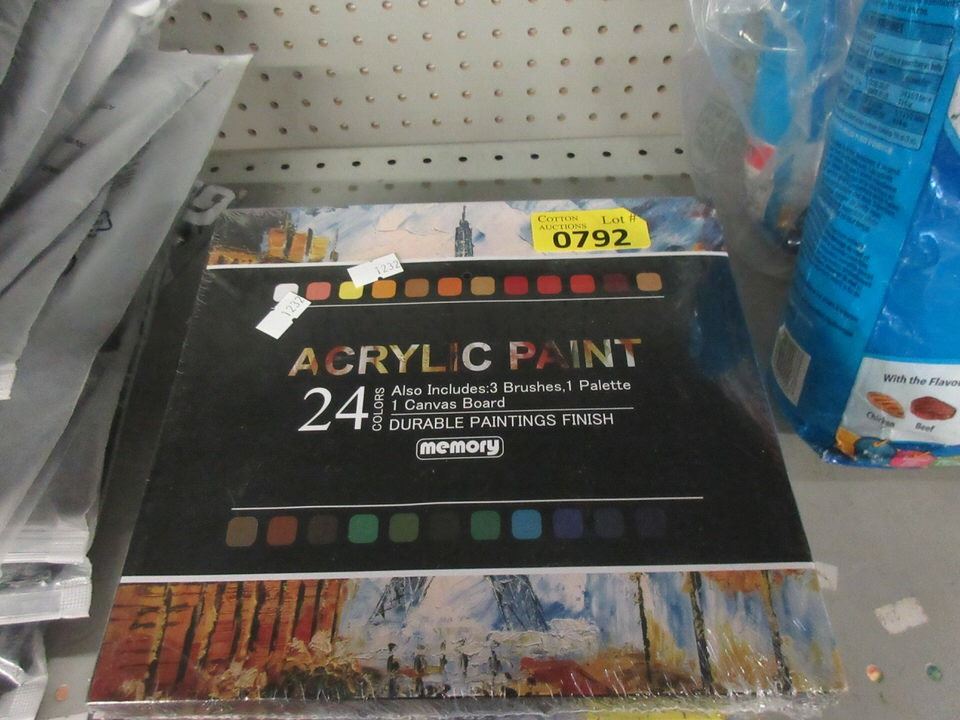 COTTON
AUCTIONS
Lot #
0792
1232
1232
ACRYLIC PAINT
24 COLORS
Also Includes:3 Brushes,1 Palette
1 Canvas Board
DURABLE PAINTINGS FINISH
memory
With the Flavo
Chicken
Beef